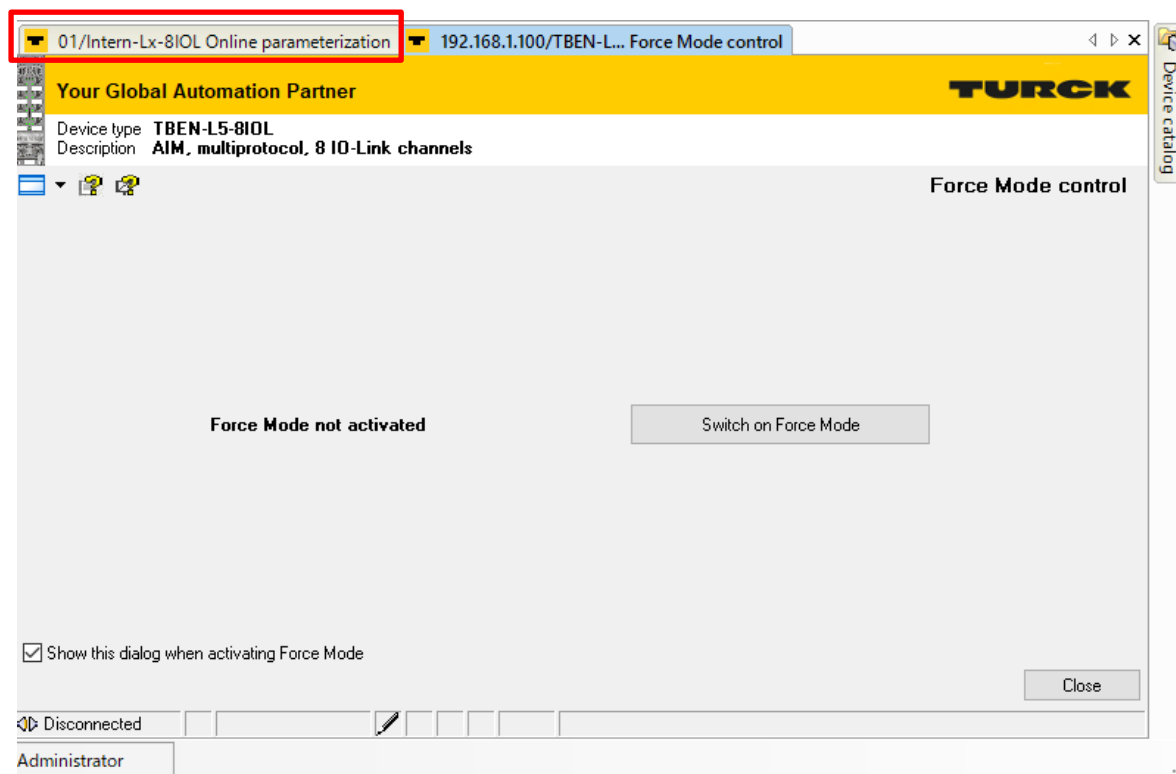 01/Intern-Lx-8IOL Online parameterization
192.168.1.100/TBEN-L... Force Mode control
Your Global Automation Partner
TURCK
Device type TBEN-L5-8IOL
Description AIM, multiprotocol, 8 IO-Link channels
Force Mode control
Force Mode not activated
Switch on Force Mode
Show this dialog when activating Force Mode
Close
Disconnected
Administrator
Device catalog